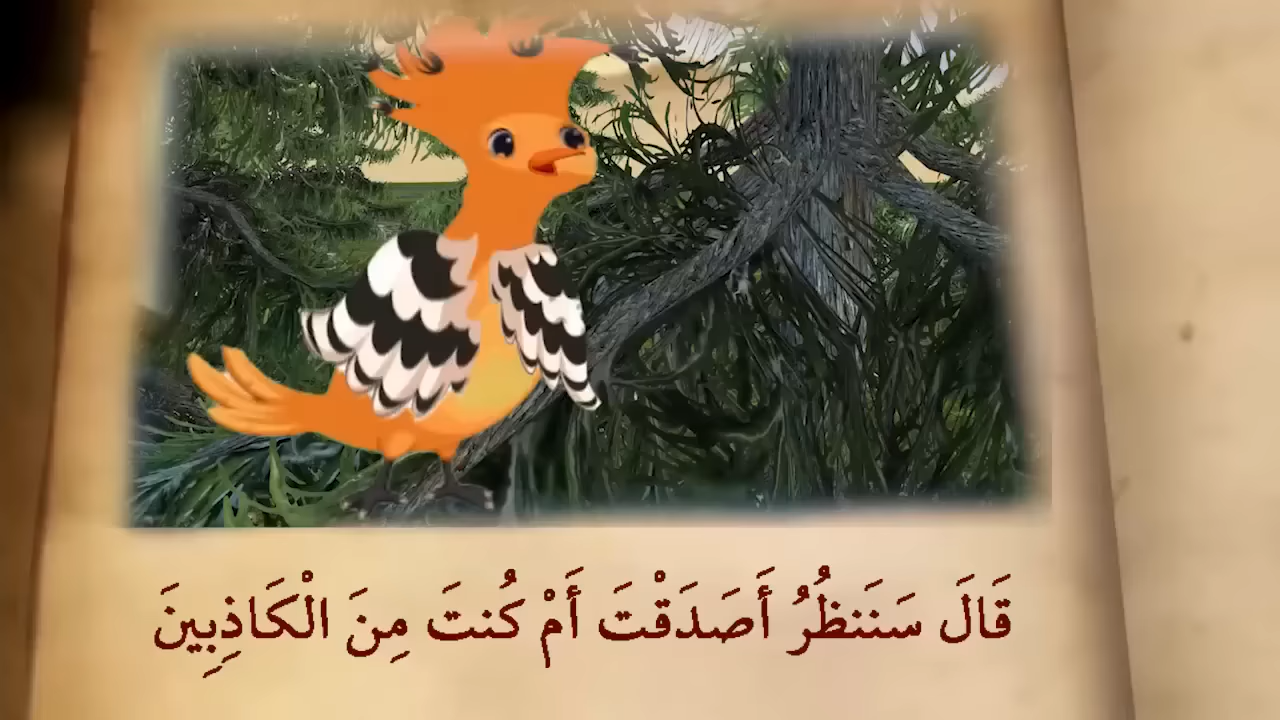 قَالَ سَنَنظُرُ أَصَدَقْتَ أَمْ كُنتَ مِنَ الْكَاذِبِينَ